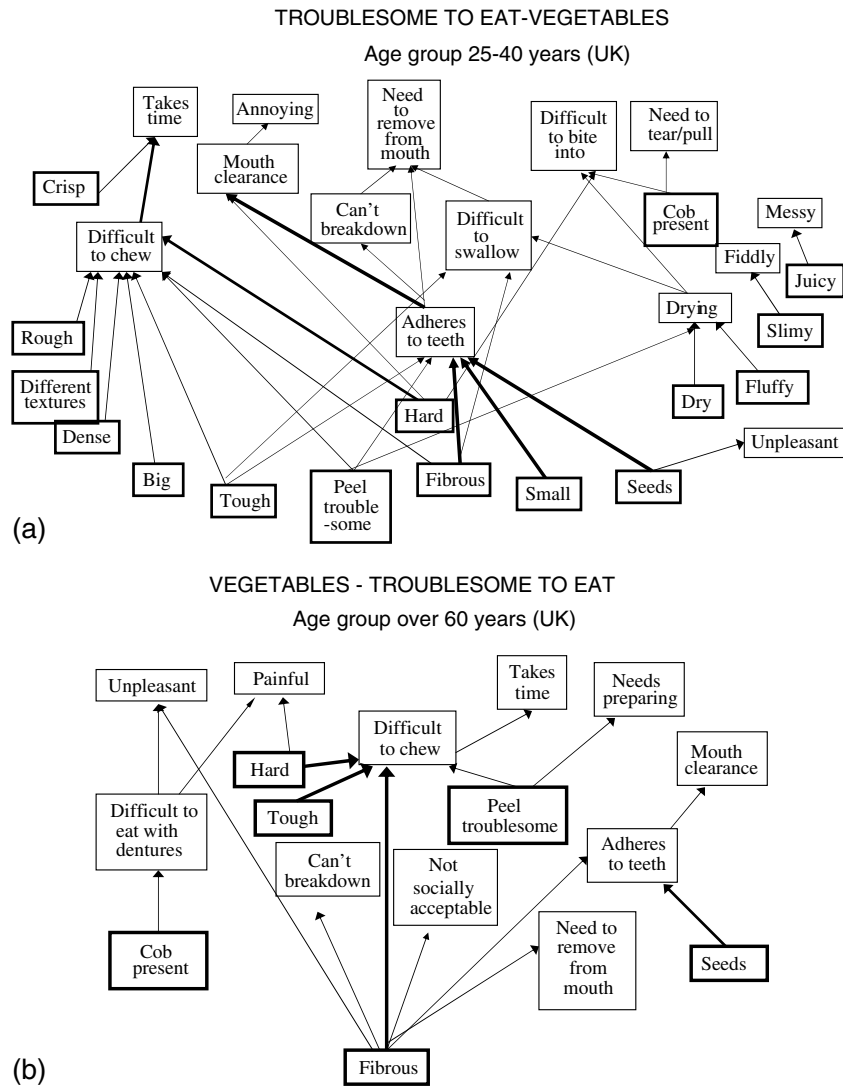 TROUBLESOME TO EAT-VEGETABLES
Age group 25-40 years (UK)
Takes
time
Annoying
Need
to
remove
from
mouth
Difficult
to bite
into
Need to
tear/pull
Crisp
Mouth
clearance
Can't
breakdown
Difficult
to
swallow
Cob
present
Messy
Difficult
to chew
Fiddly
Juicy
Rough
Adheres
to teeth
Drying
Slimy
Different
textures
Hard
Dry
Fluffy
Dense
Unpleasant
Big
Tough
Peel
trouble
-some
Fibrous
Small
Seeds
(a)
VEGETABLES - TROUBLESOME TO EAT
Age group over 60 years (UK)
Unpleasant
Painful
Takes
time
Needs
preparing
Difficult
to chew
Mouth
clearance
Hard
Tough
Peel
troublesome
Difficult to
eat with
dentures
Can't
breakdown
Not
socially
acceptable
Adheres
to teeth
Cob
present
Need to
remove
from
mouth
Seeds
Fibrous
(b)